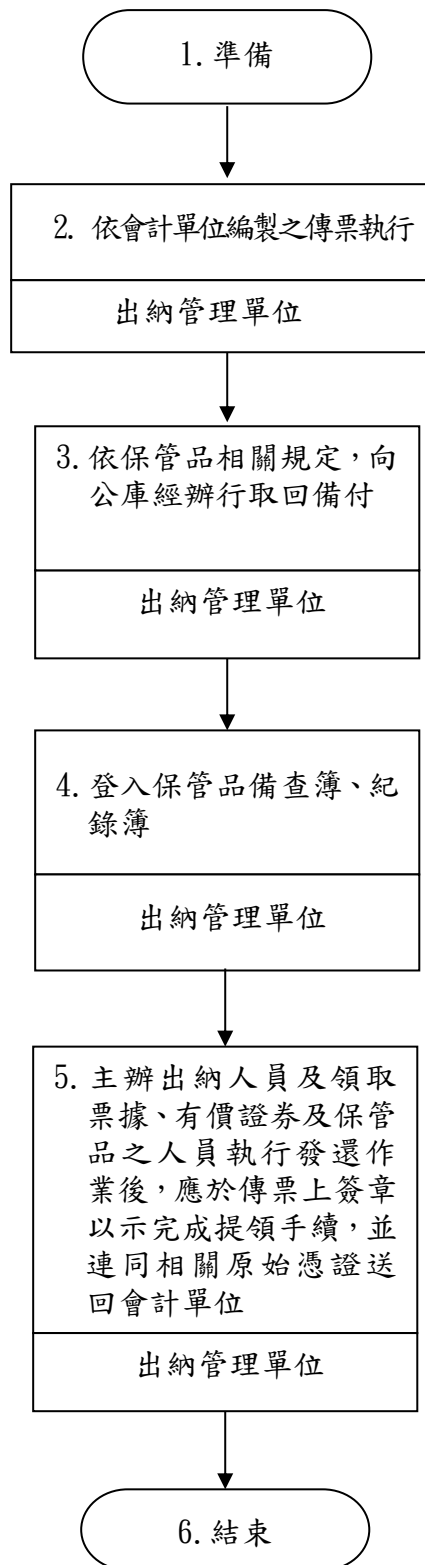 1. 準備
2. 依會計單位編製之傳票執行
出納管理單位
3. 依保管品相關規定，向
公庫經辦行取回備付
出納管理單位
4. 登入保管品備查簿、紀
錄簿
出納管理單位
5. 主辦出納人員及領取
票據、有價證券及保管
品之人員執行發還作
業後，應於傳票上簽章
以示完成提領手續，並
連同相關原始憑證送
回會計單位
出納管理單位
6. 結束